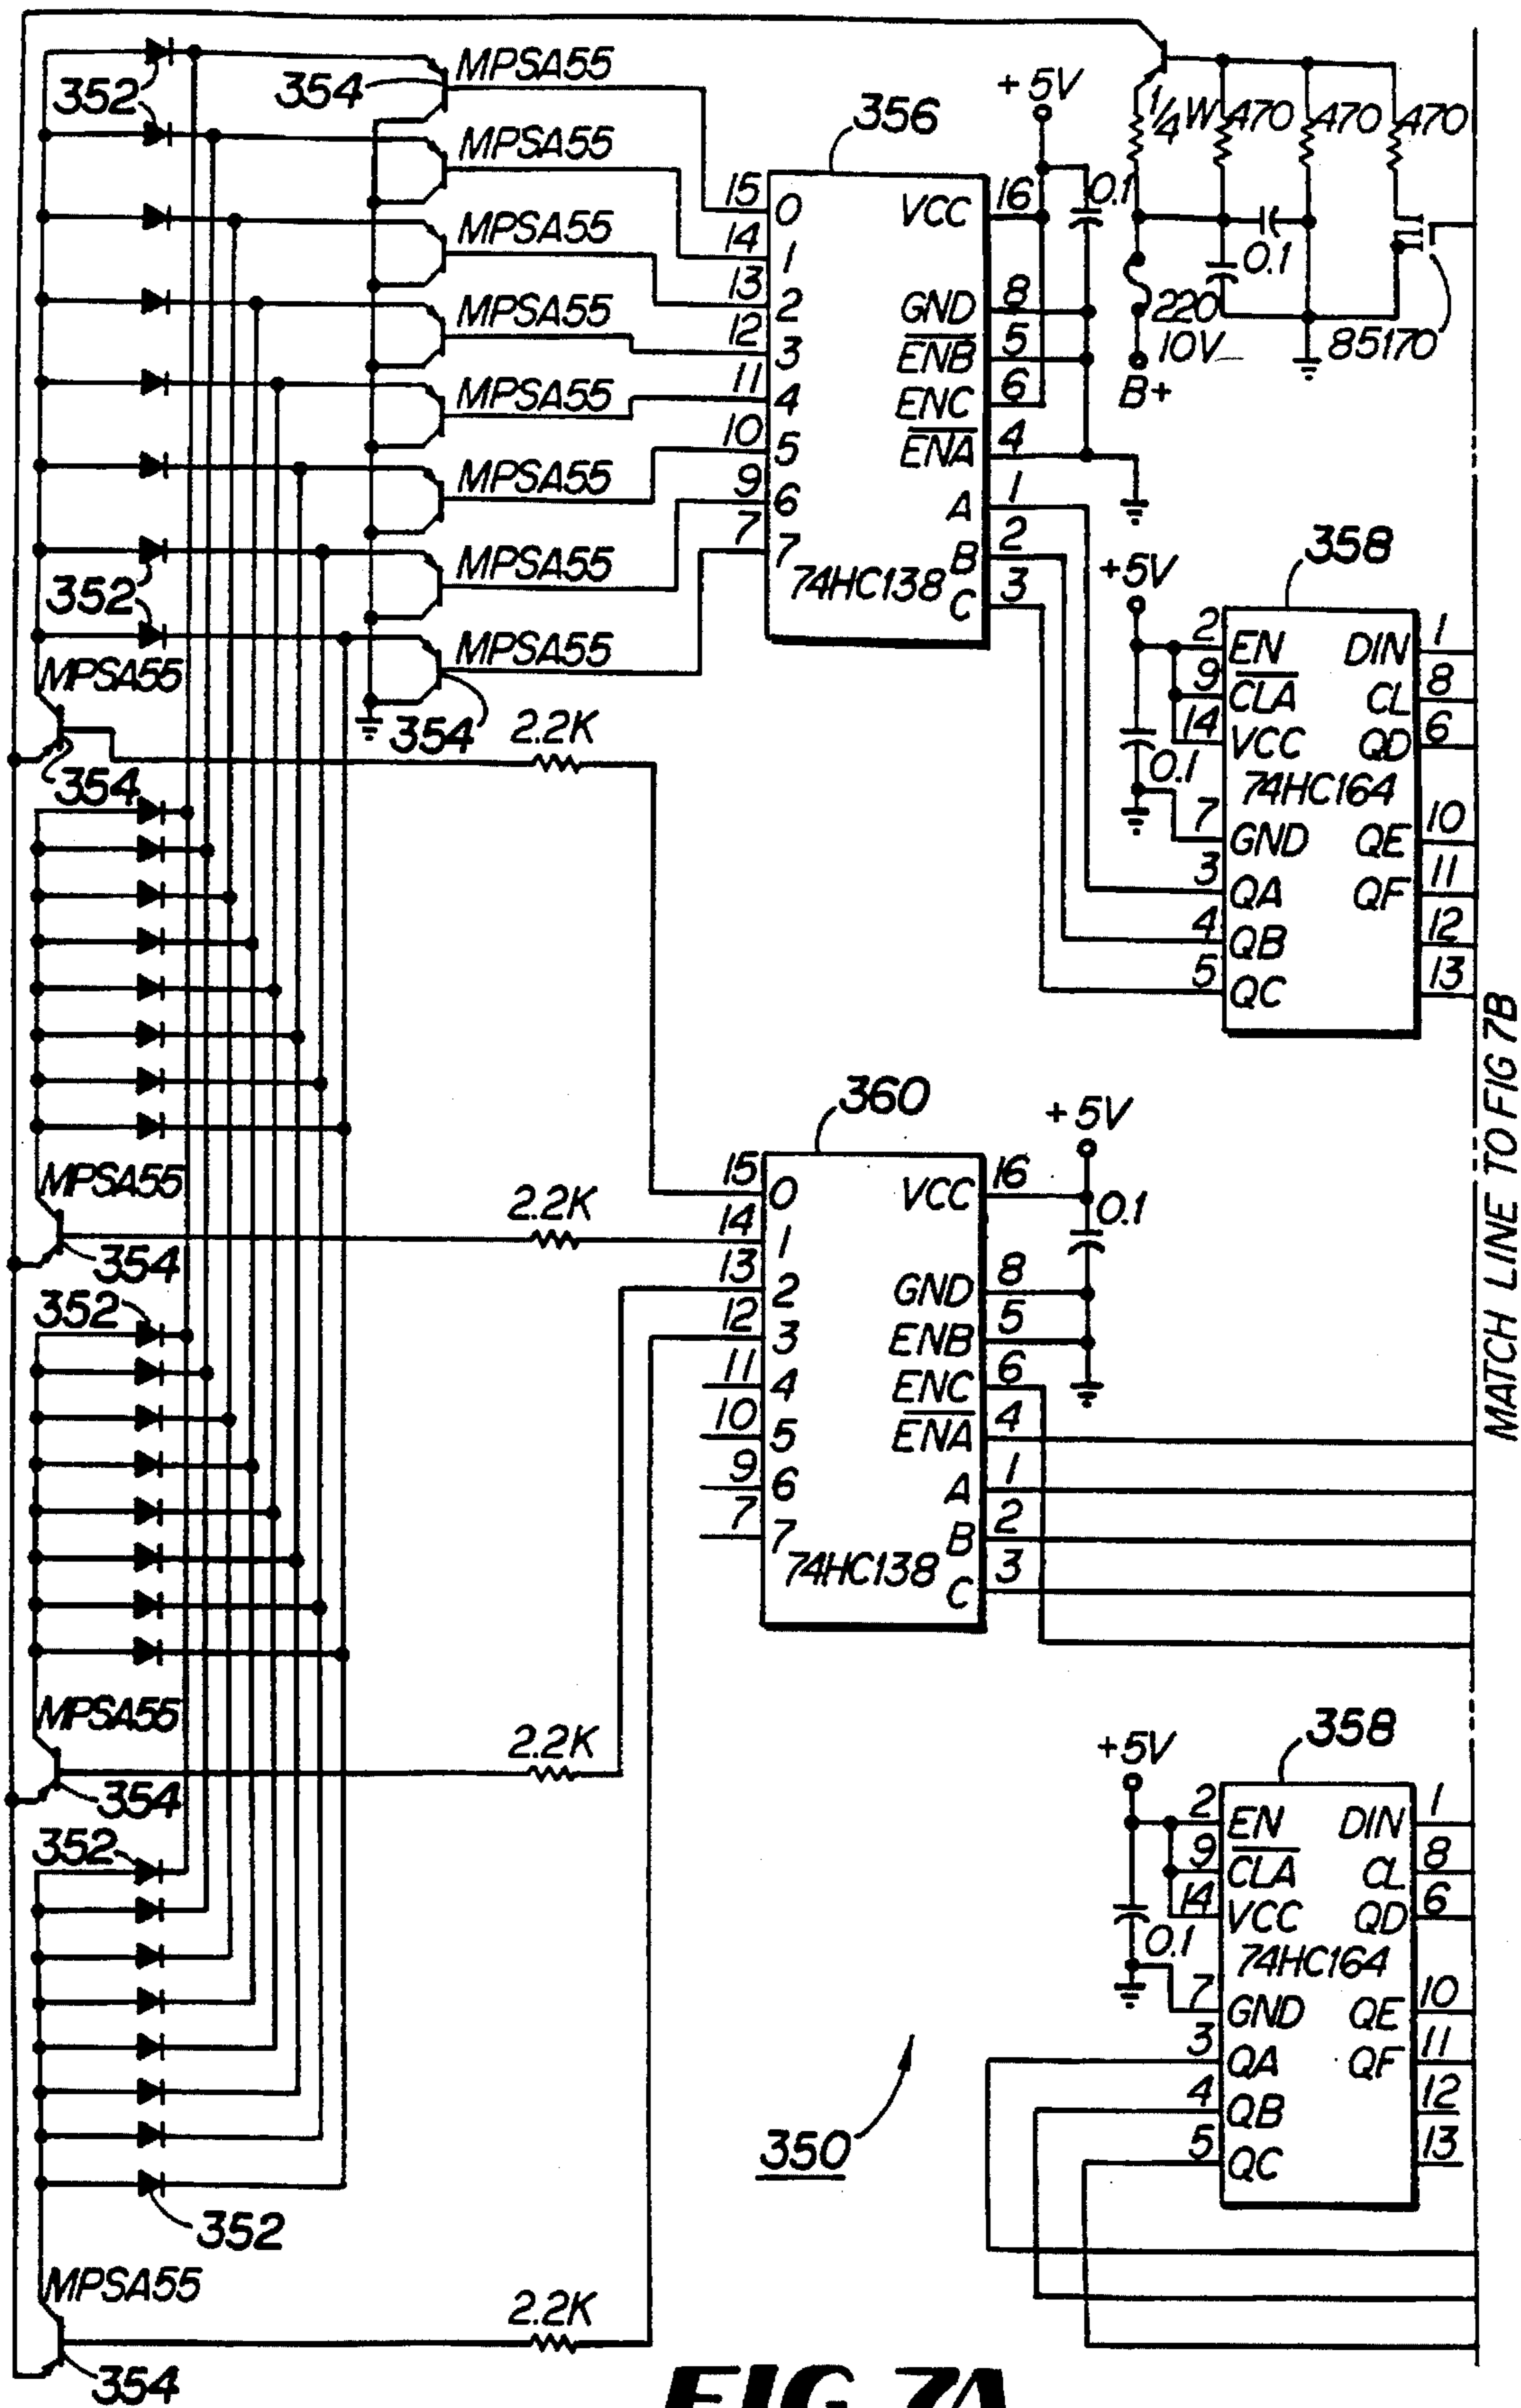 352
354
MPSA55
MPSA55
MPSA55
MPSA55
MPSA55
MPSA55
MPSA55
MPSA55
352
354
356
15 0 VCC 16
14 1
13 2 GND 8
12 3 ENB 5
11 4 ENC 6
10 5 ENA 4
9 6 A 1
7 7 B 2
74HC138 C 3
+5V
0.1
1/4 W 470 470 470
0.1
220
10V
B+
85170
358
+5V
0.1
2 EN DIN 1
9 CLA CL 8
14 VCC QD 6
74HC164
7 GND QE 10
3 QA QF 11
4 QB 12
5 QC 13
MPSA55
354
2.2K
MPSA55
354
2.2K
352
360
+5V
0.1
15 0 VCC 16
14 1
13 2 GND 8
12 3 ENB 5
11 4 ENC 6
10 5 ENA 4
9 6 A 1
7 7 B 2
74HC138 C 3
MATCH LINE TO FIG 7B
MPSA55
354
2.2K
352
352
358
+5V
0.1
2 EN DIN 1
9 CLA CL 8
14 VCC QD 6
74HC164
7 GND QE 10
3 QA QF 11
4 QB 12
5 QC 13
350
MPSA55
354
2.2K
FIG 7A